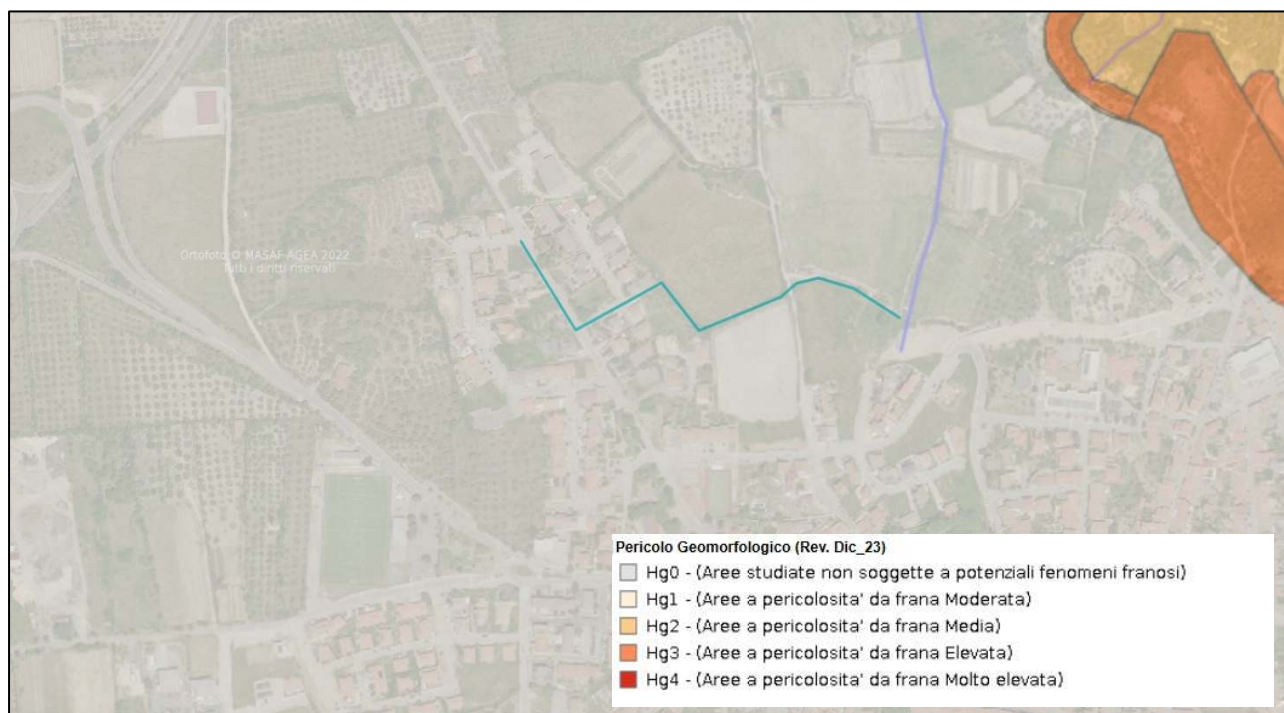 Ortofoto © MASAF-AGEA 2022
Tutti i diritti riservati
Pericolo Geomorfologico (Rev. Dic_23)
Hg0 - (Aree studiate non soggette a potenziali fenomeni franosi)
Hg1 - (Aree a pericolosita' da frana Moderata)
Hg2 - (Aree a pericolosita' da frana Media)
Hg3 - (Aree a pericolosita' da frana Elevata)
Hg4 - (Aree a pericolosita' da frana Molto elevata)